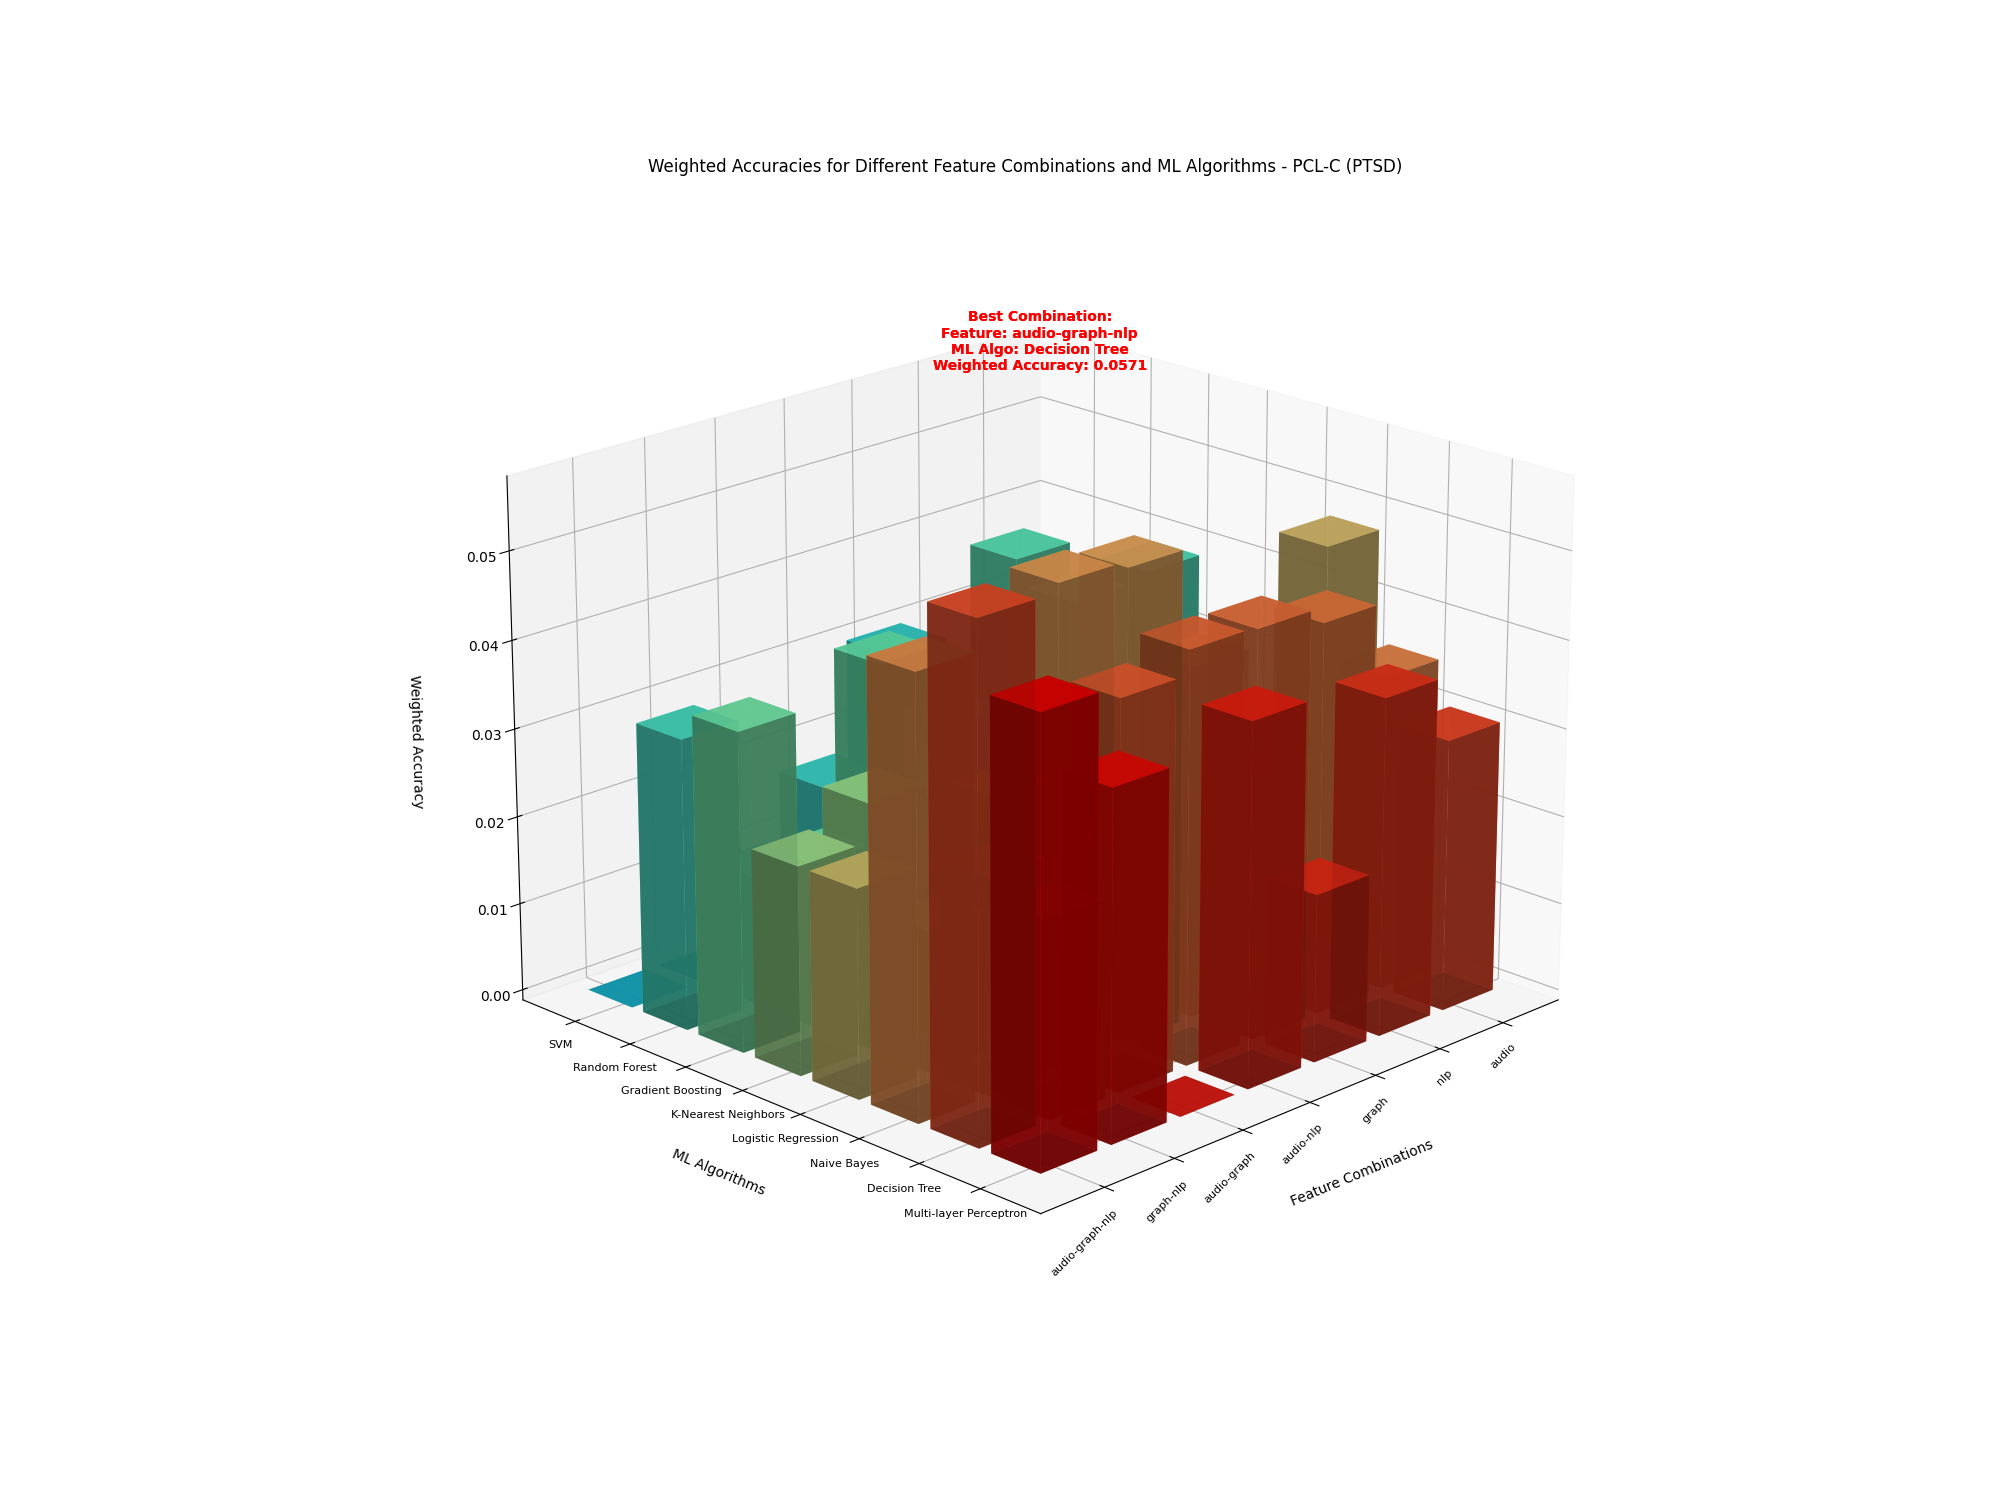 Weighted Accuracies for Different Feature Combinations and ML Algorithms - PCL-C (PTSD)
Best Combination:
Feature: audio-graph-nlp
ML Algo: Decision Tree
Weighted Accuracy: 0.0571
0.05
0.04
0.03
0.02
0.01
0.00
Weighted Accuracy
SVM
Random Forest
Gradient Boosting
K-Nearest Neighbors
Logistic Regression
Naive Bayes
Decision Tree
Multi-layer Perceptron
ML Algorithms
audio-graph-nlp
graph-nlp
audio-graph
audio-nlp
graph
nlp
audio
Feature Combinations